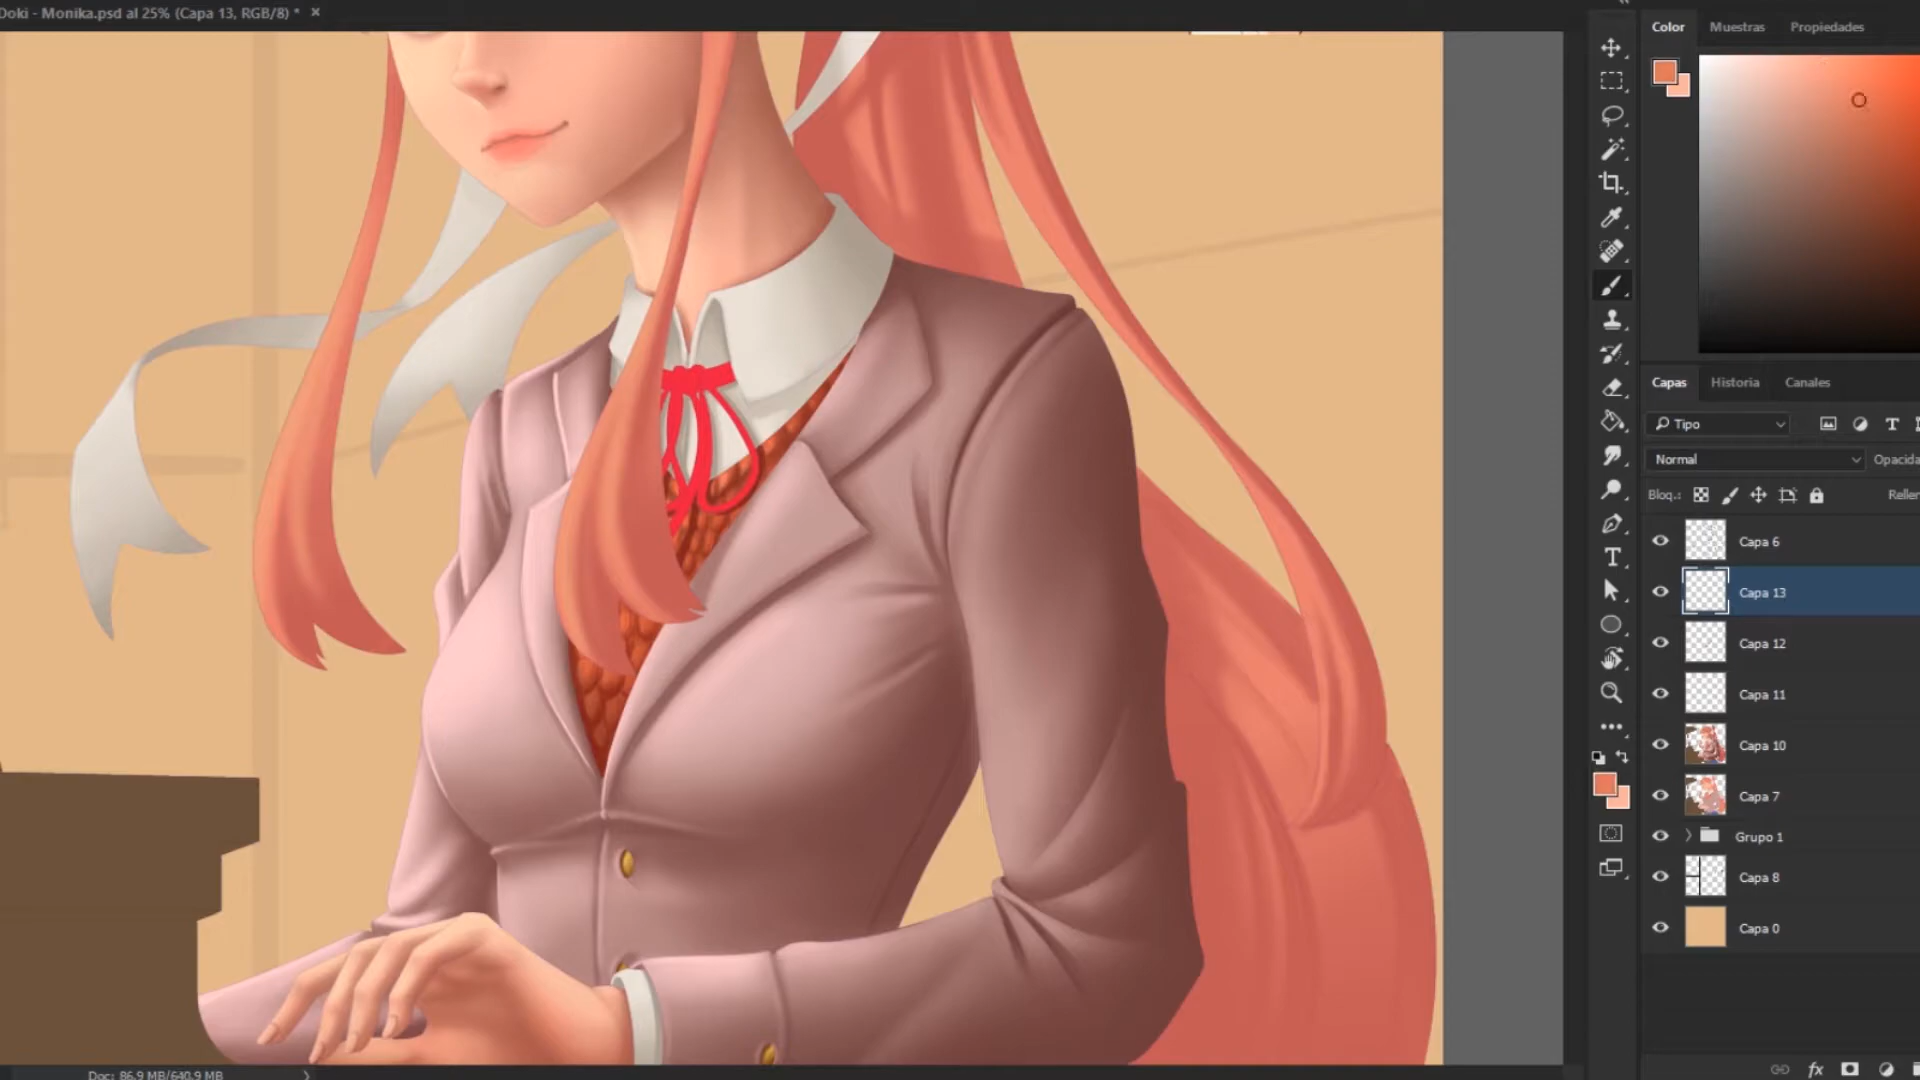 Doki - Monika.psd al 25% (Capa 13, RGB/8) * ×
Color Muestras Propiedades
Capas Historia Canales
Tipo
Normal Opacida
Bloq.: Reller
Capa 6
Capa 13
Capa 12
Capa 11
Capa 10
Capa 7
Grupo 1
Capa 8
Capa 0
fx
Doc: 86,9 MB/640,9 MB